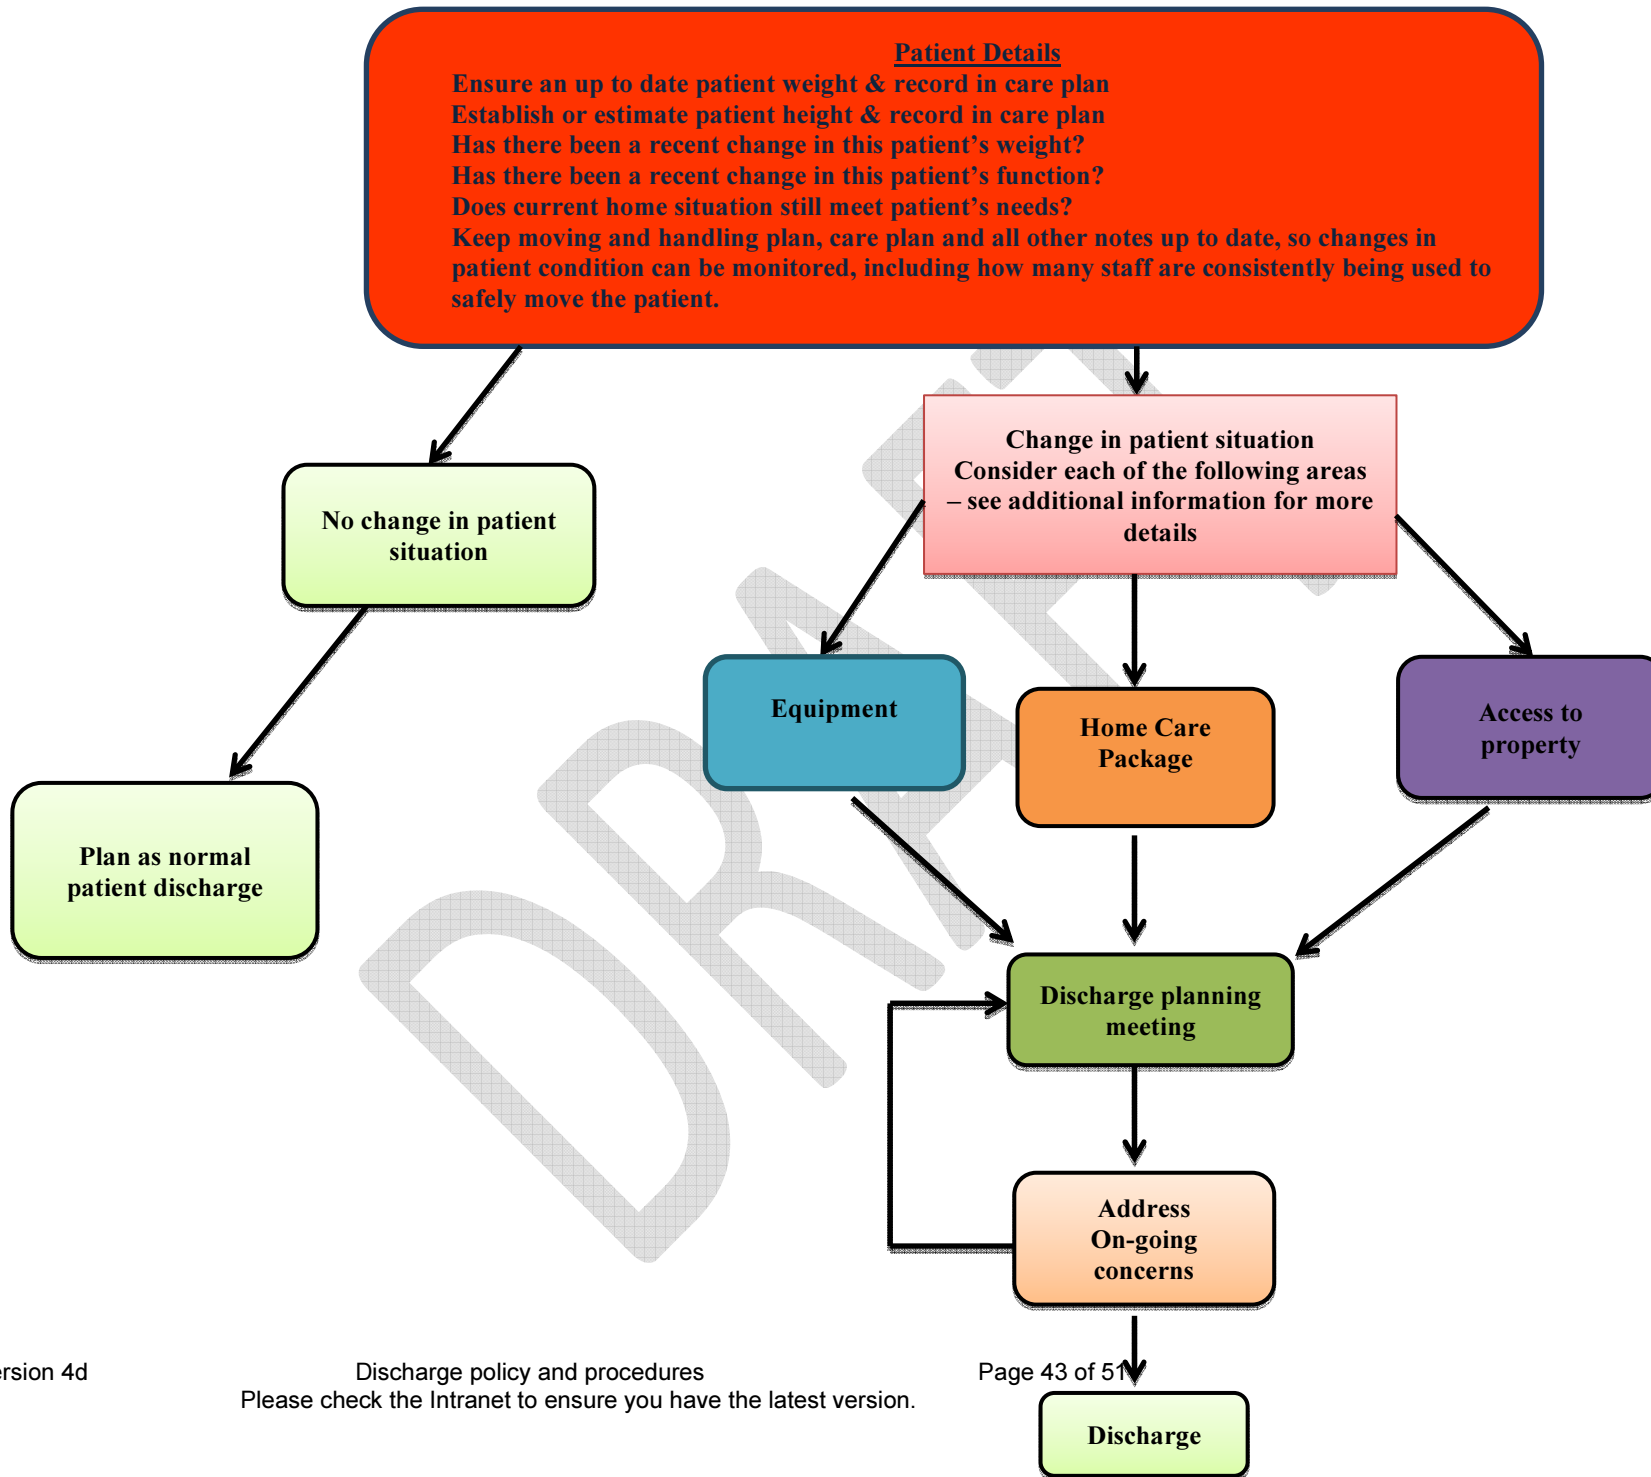 Patient Details
Ensure an up to date patient weight & record in care plan
Establish or estimate patient height & record in care plan
Has there been a recent change in this patient's weight?
Has there been a recent change in this patient's function?
Does current home situation still meet patient's needs?
Keep moving and handling plan, care plan and all other notes up to date, so changes in
patient condition can be monitored, including how many staff are consistently being used to
safely move the patient.
No change in patient
situation
Change in patient situation
Consider each of the following areas
– see additional information for more
details
Equipment
Home Care
Package
Access to
property
Plan as normal
patient discharge
Discharge planning
meeting
Address
On-going
concerns
DRAFT
ersion 4d
Discharge policy and procedures
Page 43 of 51
Please check the Intranet to ensure you have the latest version.
Discharge